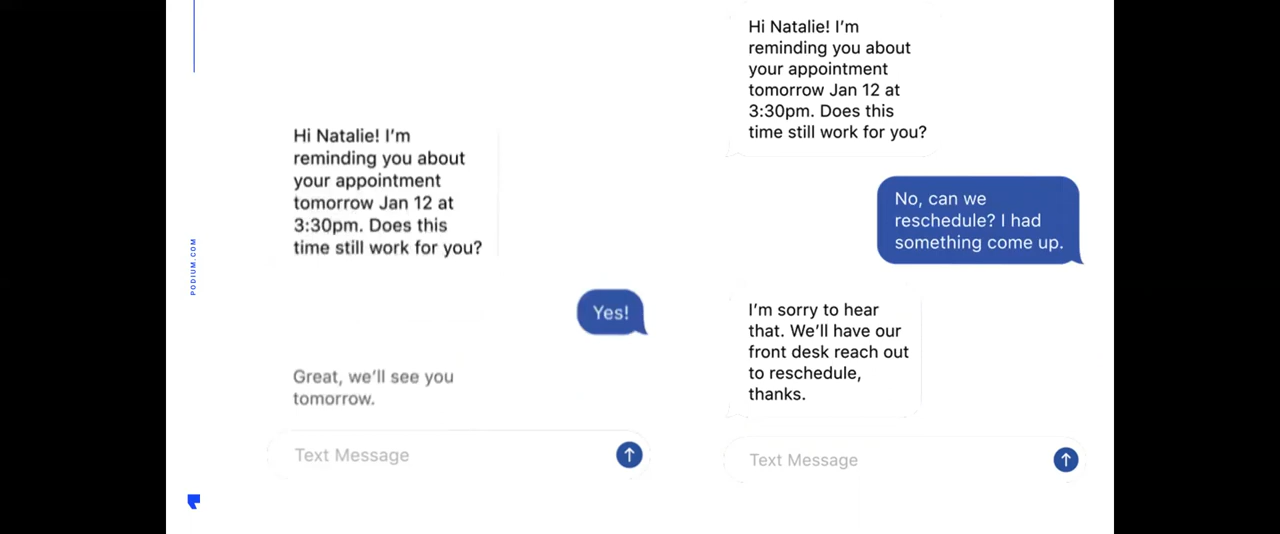 PODIUM.COM
Hi Natalie! I'm
reminding you about
your appointment
tomorrow Jan 12 at
3:30pm. Does this
time still work for you?
Yes!
Great, we'll see you
tomorrow.
Text Message
Hi Natalie! I'm
reminding you about
your appointment
tomorrow Jan 12 at
3:30pm. Does this
time still work for you?
No, can we
reschedule? I had
something come up.
I'm sorry to hear
that. We'll have our
front desk reach out
to reschedule,
thanks.
Text Message